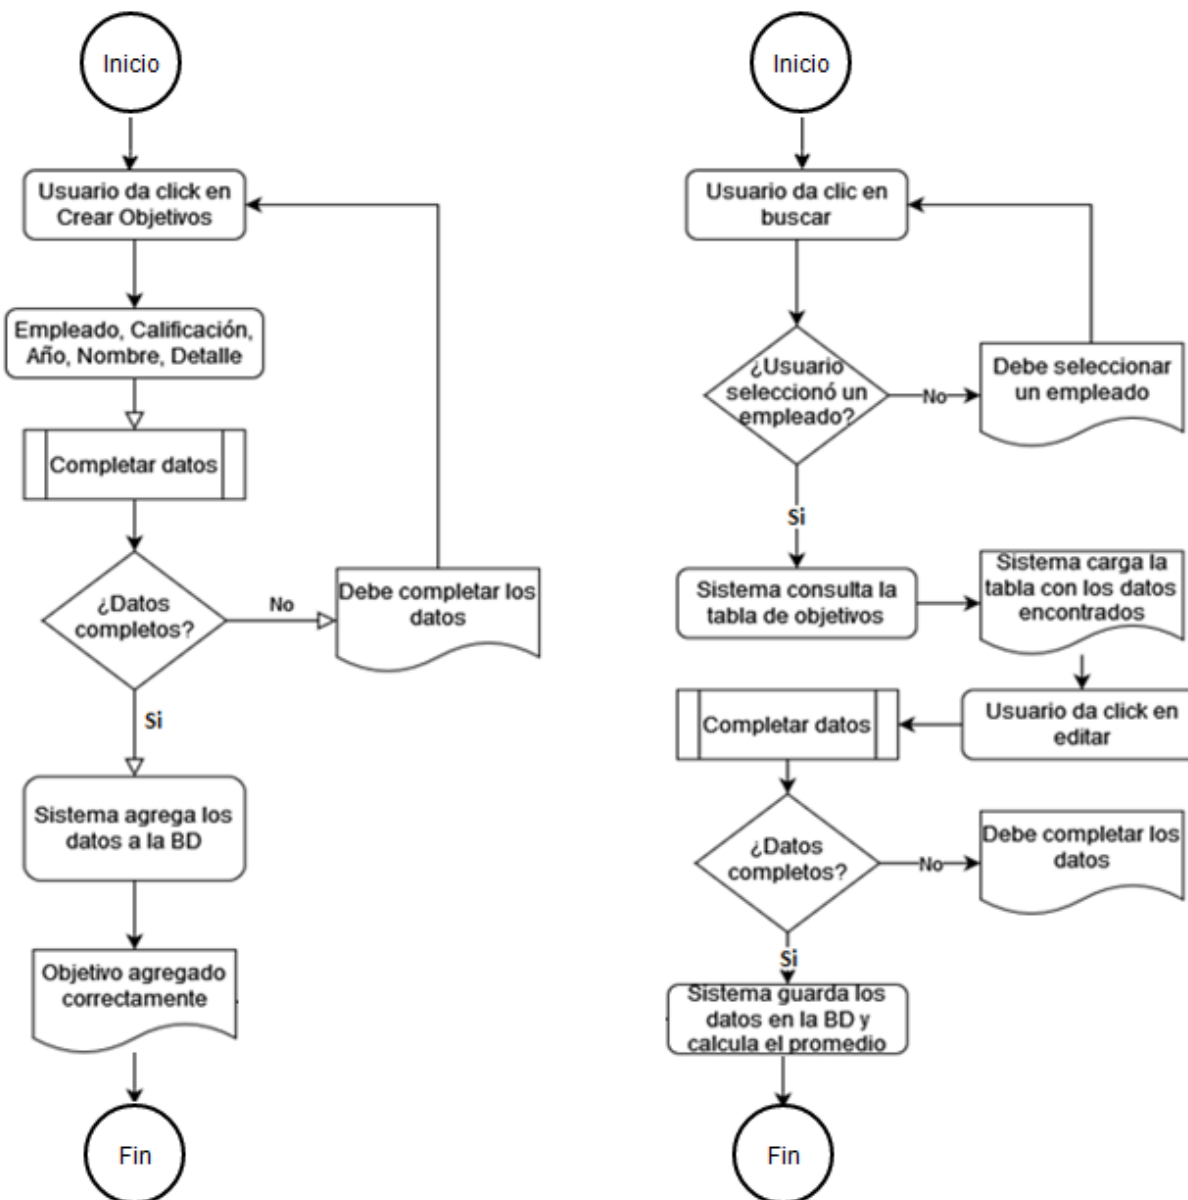 Inicio
Usuario da click en
Crear Objetivos
Empleado, Calificación,
Año, Nombre, Detalle
Completar datos
¿Datos
completos?
No
Debe completar los
datos
Si
Sistema agrega los
datos a la BD
Objetivo agregado
correctamente
Fin
Inicio
Usuario da clic en
buscar
¿Usuario
seleccionó un
empleado?
No
Debe seleccionar
un empleado
Si
Sistema consulta la
tabla de objetivos
Sistema carga la
tabla con los datos
encontrados
Usuario da click en
editar
Completar datos
¿Datos
completos?
No
Debe completar los
datos
Si
Sistema guarda los
datos en la BD y
calcula el promedio
Fin